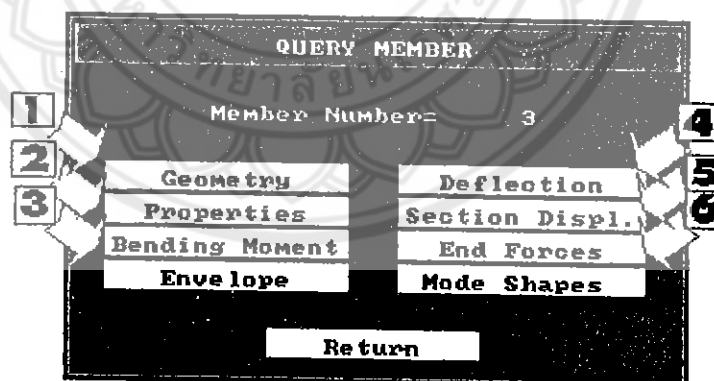 QUERY MEMBER
Member Number= 3
1
2
3
4
5
6
Geometry
Deflection
Properties
Section Displ.
Bending Moment
End Forces
Envelope
Mode Shapes
Return